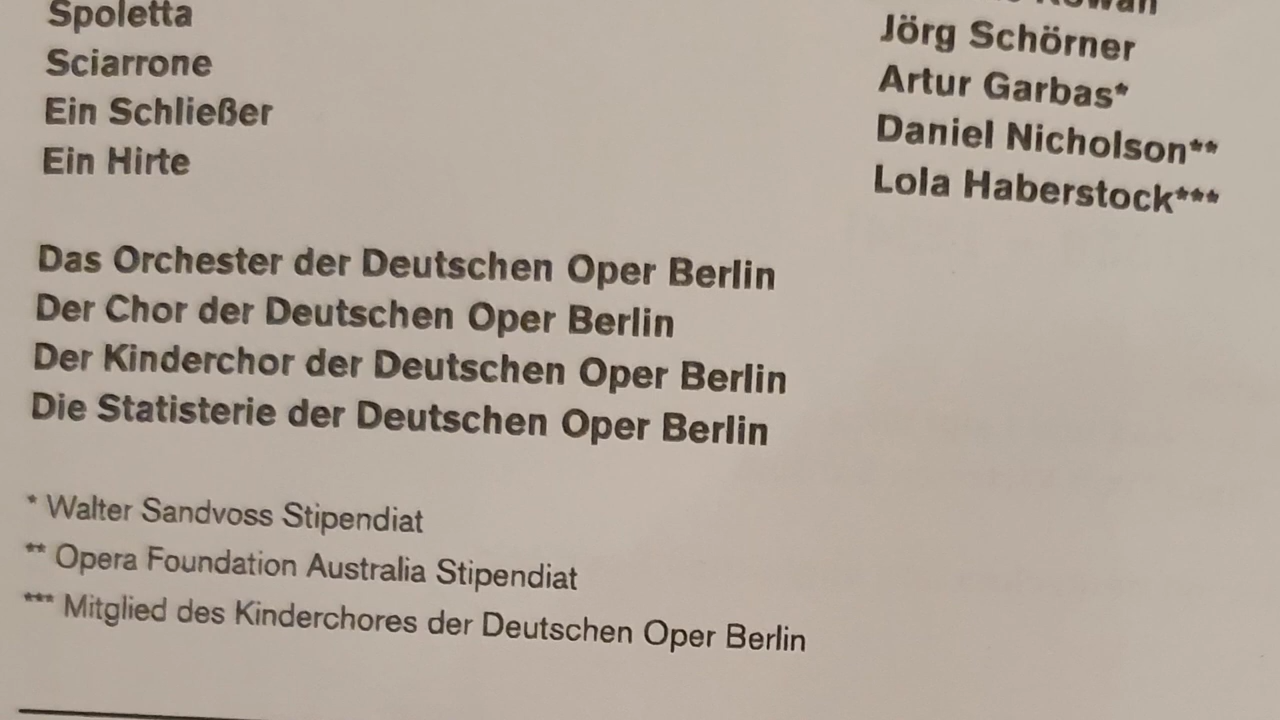 Spoletta Jörg Schörner
Sciarrone Artur Garbas*
Ein Schließer Daniel Nicholson**
Ein Hirte Lola Haberstock***
Das Orchester der Deutschen Oper Berlin
Der Chor der Deutschen Oper Berlin
Der Kinderchor der Deutschen Oper Berlin
Die Statisterie der Deutschen Oper Berlin
* Walter Sandvoss Stipendiat
** Opera Foundation Australia Stipendiat
*** Mitglied des Kinderchores der Deutschen Oper Berlin